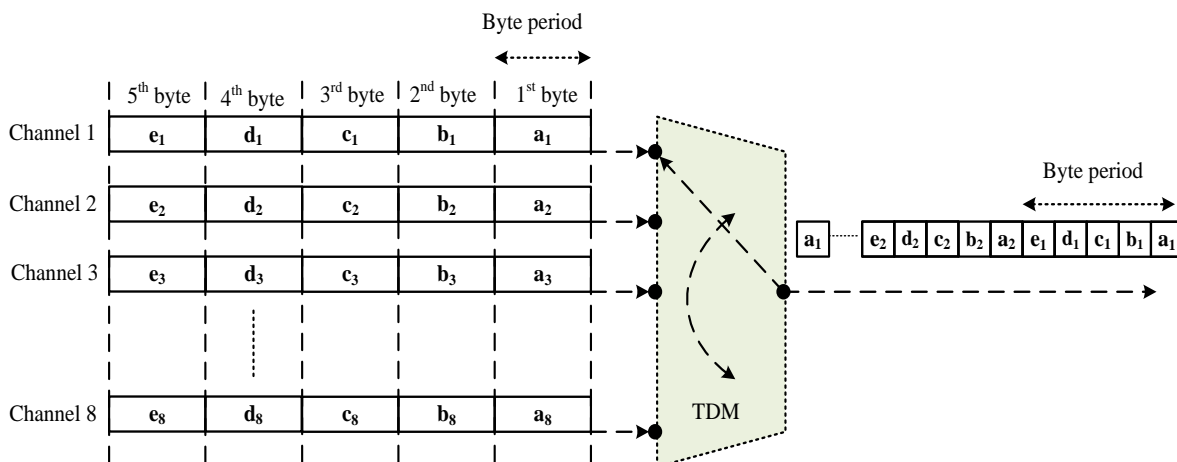 Byte period
5th byte 4th byte 3rd byte 2nd byte 1st byte
Channel 1 e₁ d₁ c₁ b₁ a₁
Channel 2 e₂ d₂ c₂ b₂ a₂
Channel 3 e₃ d₃ c₃ b₃ a₃
Channel 8 e₈ d₈ c₈ b₈ a₈
TDM
Byte period
a₁ e₂ d₂ c₂ b₂ a₂ e₁ d₁ c₁ b₁ a₁